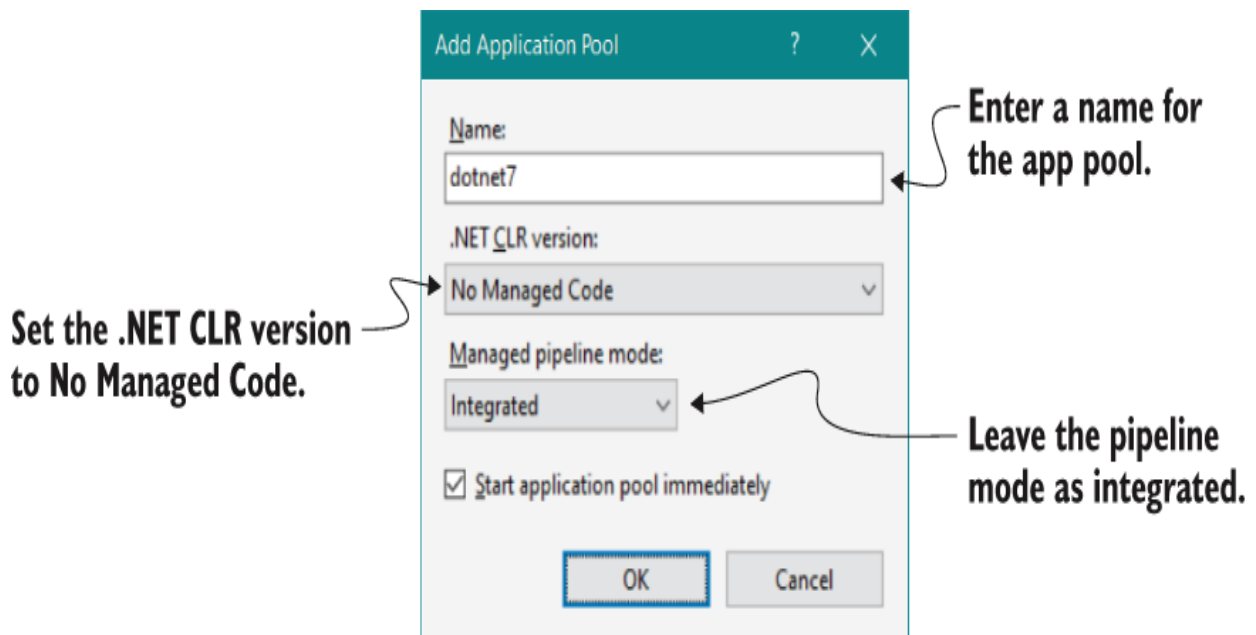 Add Application Pool ? X
Enter a name for
the app pool.
Name:
dotnet7
.NET CLR version:
No Managed Code
Set the .NET CLR version
to No Managed Code.
Managed pipeline mode:
Integrated
Leave the pipeline
mode as integrated.
Start application pool immediately
OK Cancel